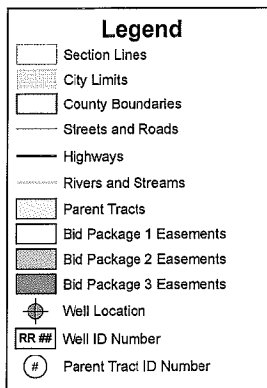 Legend
Section Lines
City Limits
County Boundaries
Streets and Roads
Highways
Rivers and Streams
Parent Tracts
Bid Package 1 Easements
Bid Package 2 Easements
Bid Package 3 Easements
Well Location
RR ## Well ID Number
# Parent Tract ID Number